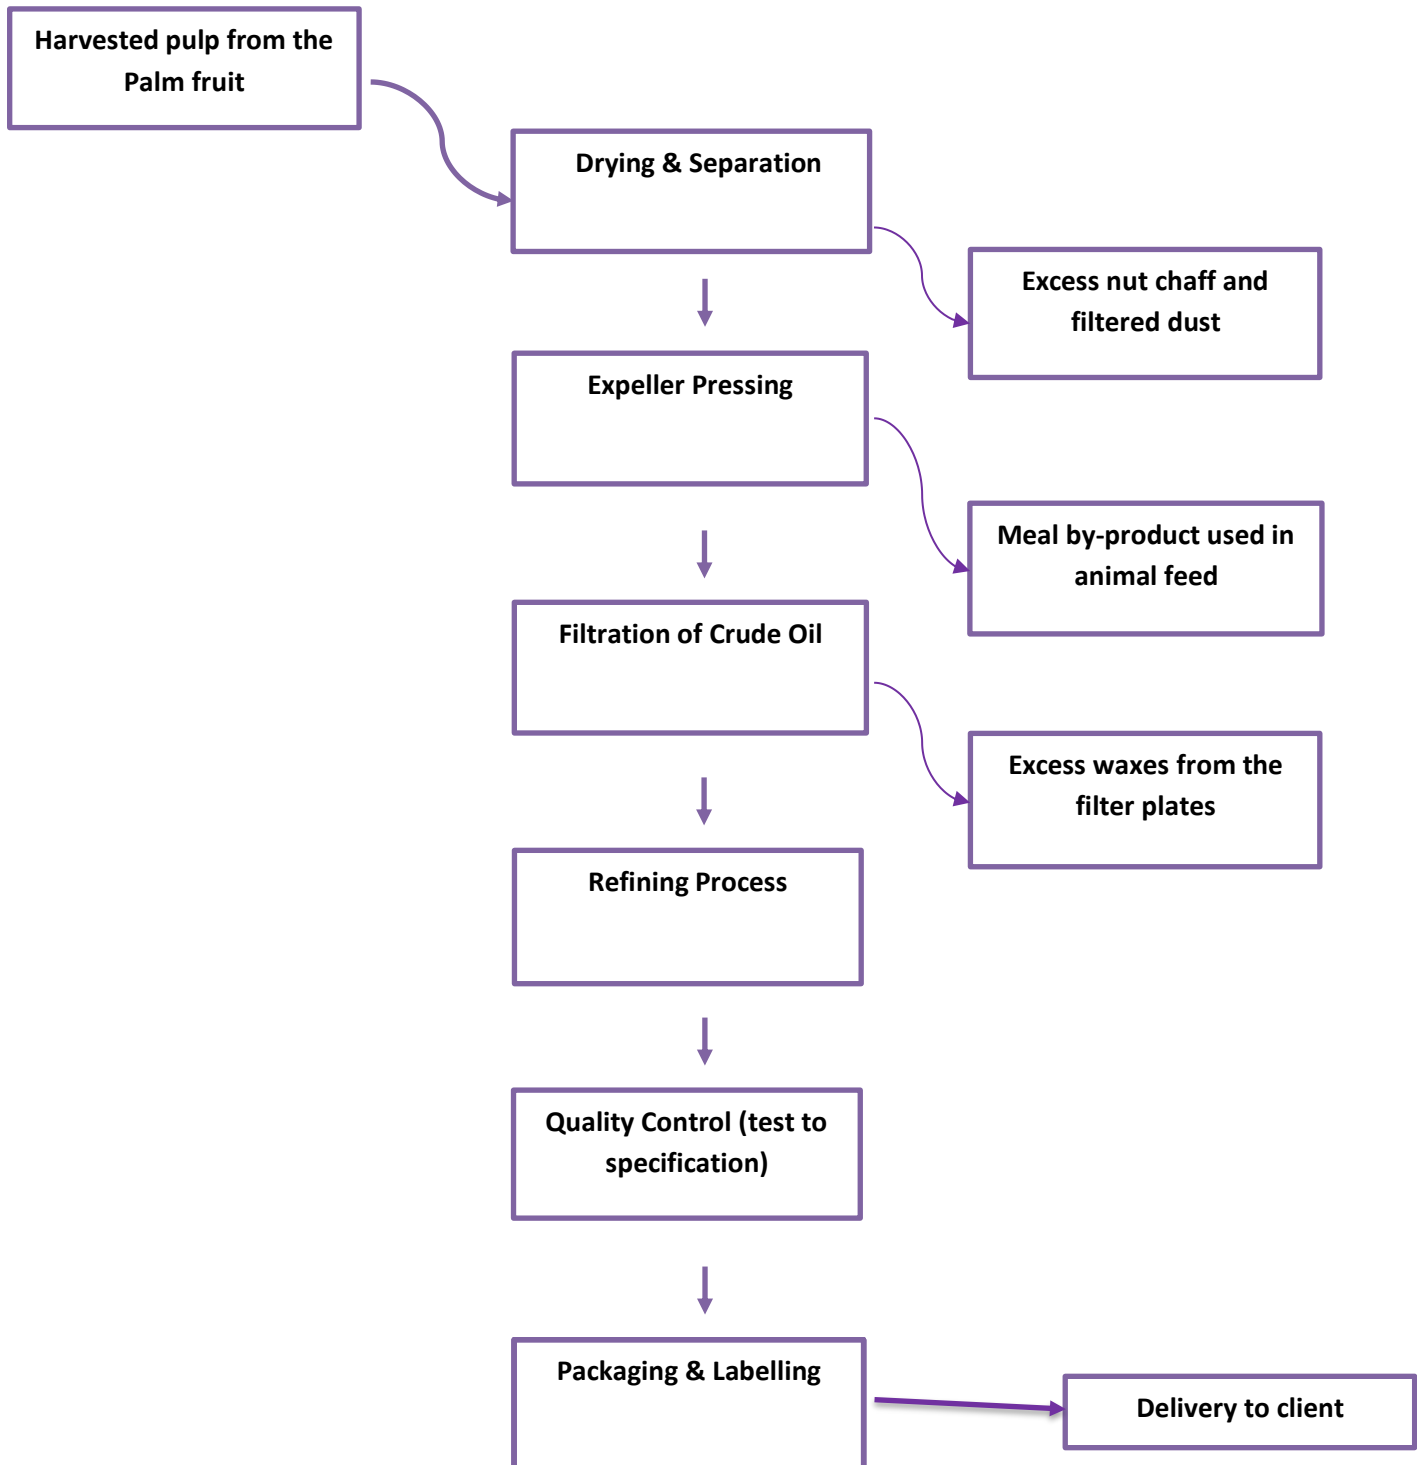 Harvested pulp from the
Palm fruit
Drying & Separation
Excess nut chaff and
filtered dust
Expeller Pressing
Meal by-product used in
animal feed
Filtration of Crude Oil
Excess waxes from the
filter plates
Refining Process
Quality Control (test to
specification)
Packaging & Labelling
Delivery to client